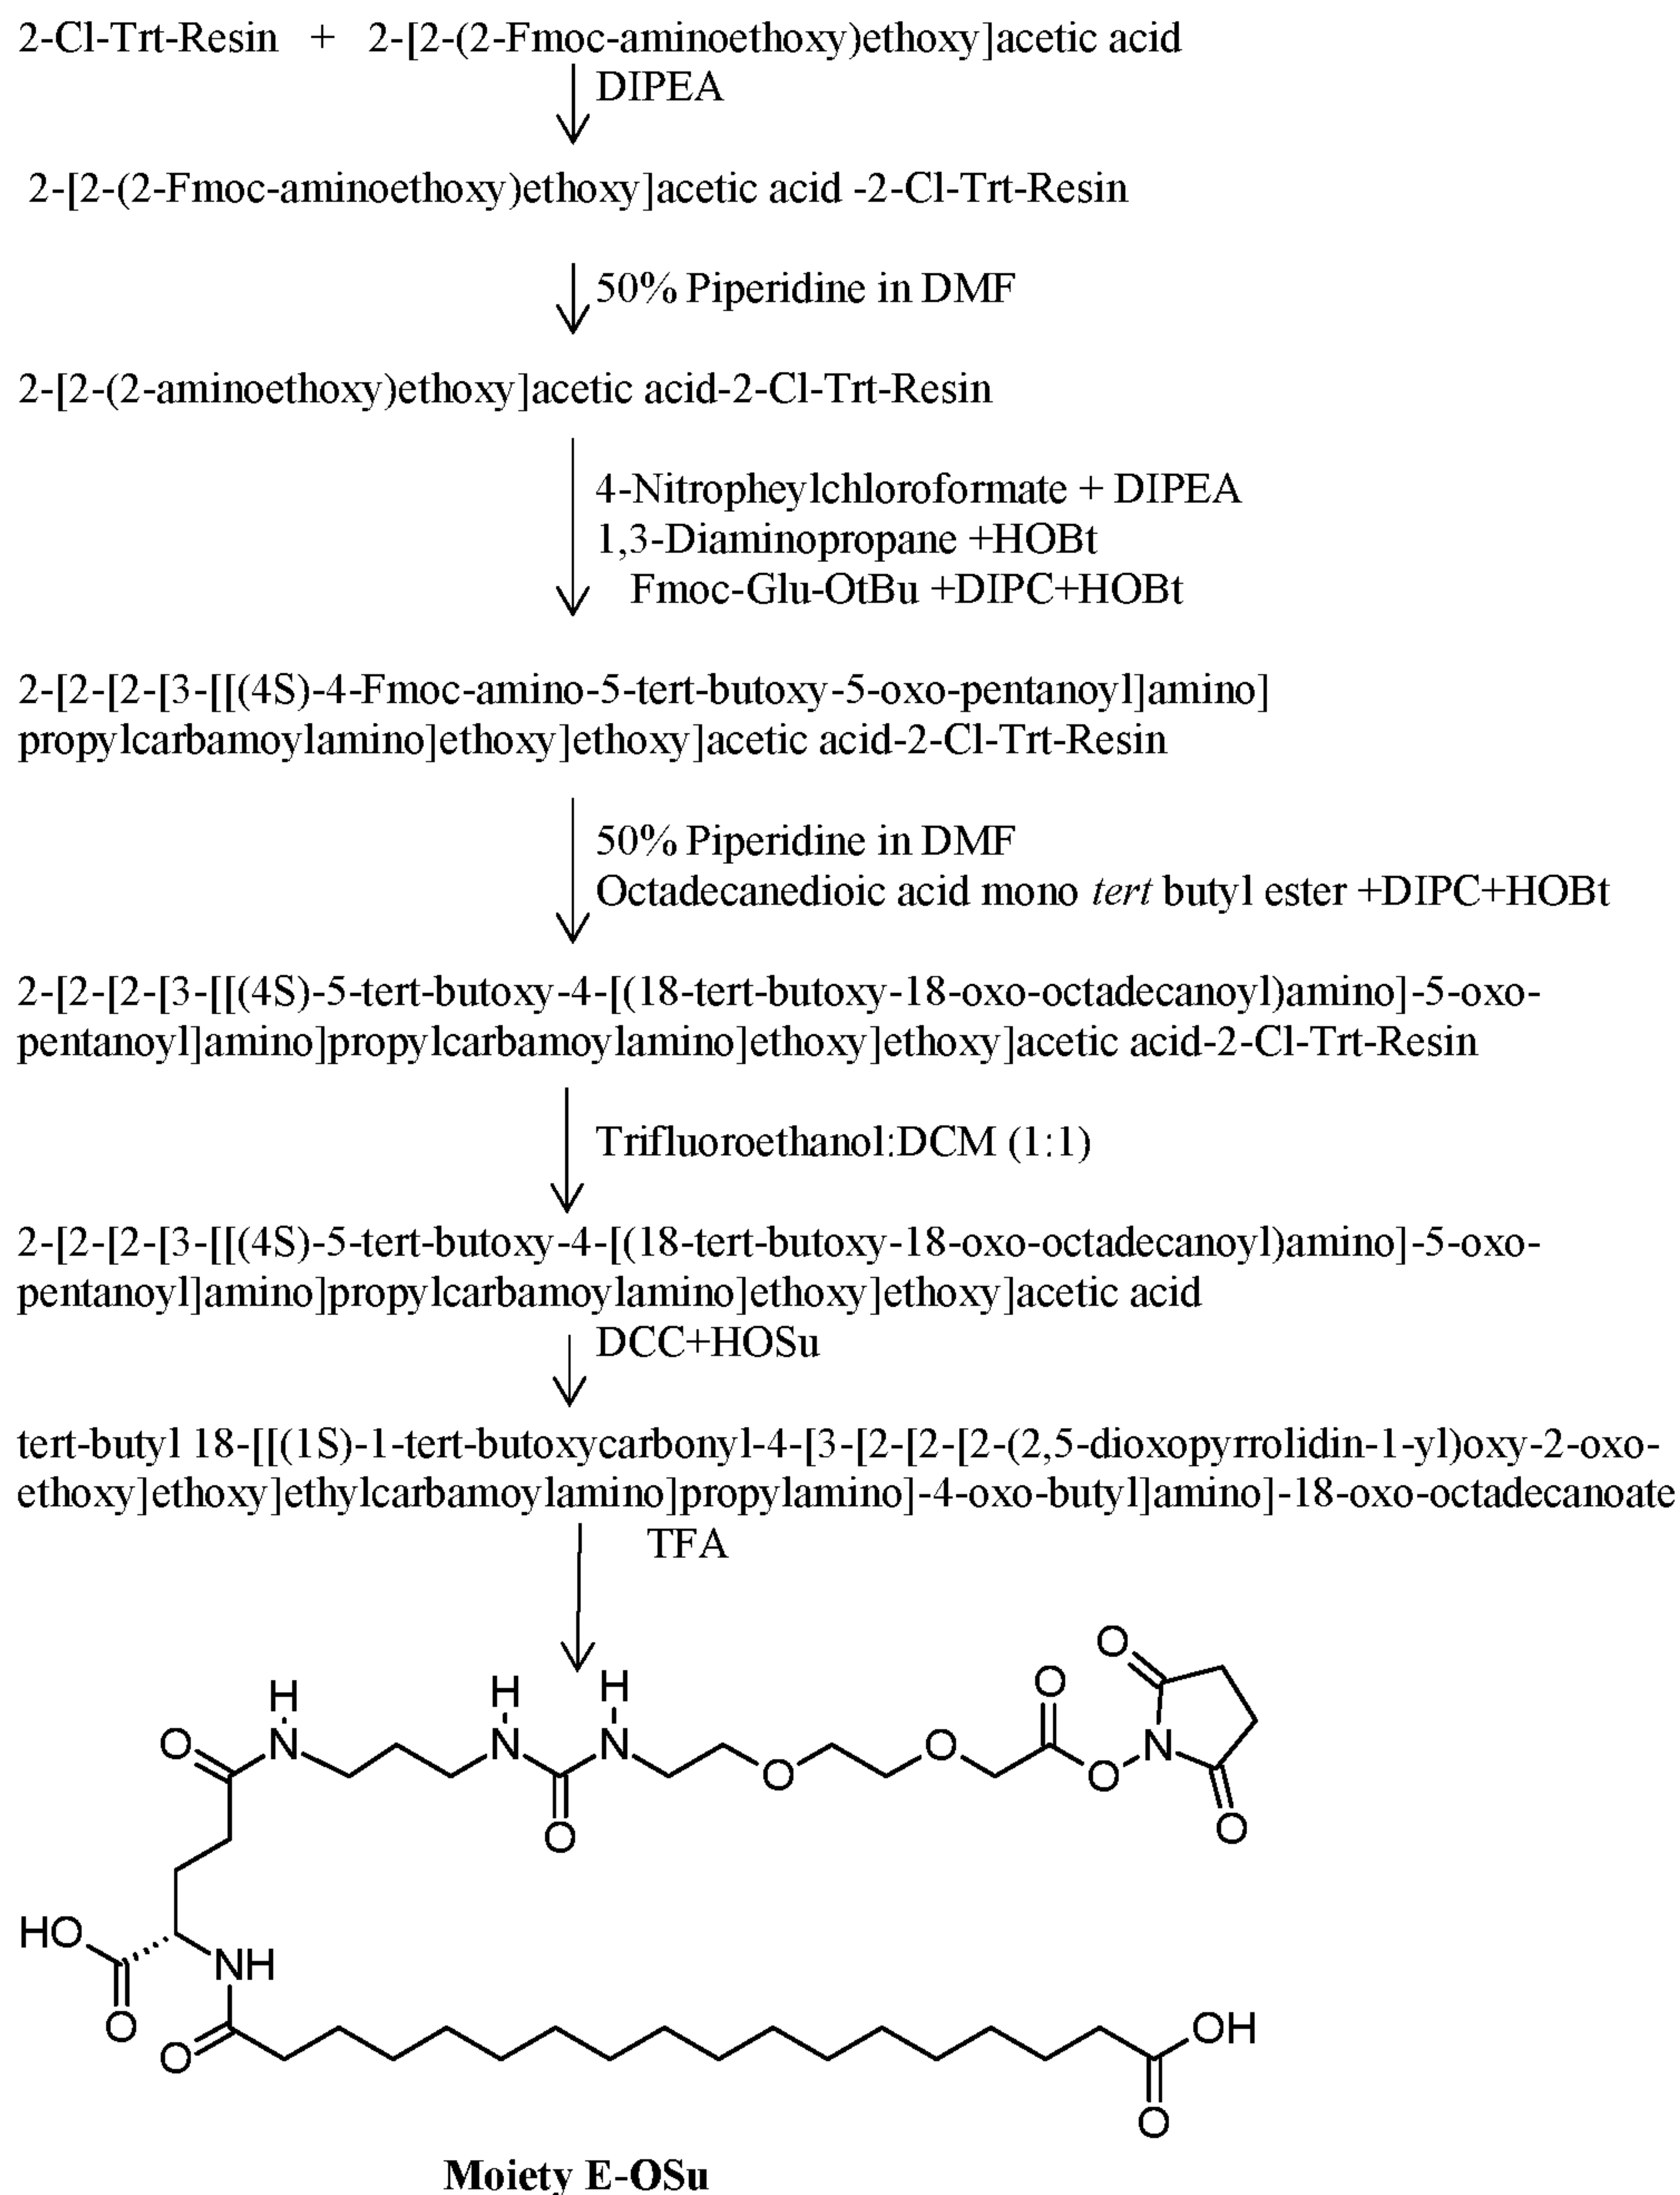 2-Cl-Trt-Resin + 2-[2-(2-Fmoc-aminoethoxy)ethoxy]acetic acid
DIPEA
2-[2-(2-Fmoc-aminoethoxy)ethoxy]acetic acid -2-Cl-Trt-Resin
50% Piperidine in DMF
2-[2-(2-aminoethoxy)ethoxy]acetic acid-2-Cl-Trt-Resin
4-Nitropheylchloroformate + DIPEA
1,3-Diaminopropane +HOBt
Fmoc-Glu-OtBu +DIPC+HOBt
2-[2-[2-[3-[[(4S)-4-Fmoc-amino-5-tert-butoxy-5-oxo-pentanoyl]amino]
propylcarbamoylamino]ethoxy]ethoxy]acetic acid-2-Cl-Trt-Resin
50% Piperidine in DMF
Octadecanedioic acid mono tert butyl ester +DIPC+HOBt
2-[2-[2-[3-[[(4S)-5-tert-butoxy-4-[(18-tert-butoxy-18-oxo-octadecanoyl)amino]-5-oxo-
pentanoyl]amino]propylcarbamoylamino]ethoxy]ethoxy]acetic acid-2-Cl-Trt-Resin
Trifluoroethanol:DCM (1:1)
2-[2-[2-[3-[[(4S)-5-tert-butoxy-4-[(18-tert-butoxy-18-oxo-octadecanoyl)amino]-5-oxo-
pentanoyl]amino]propylcarbamoylamino]ethoxy]ethoxy]acetic acid
DCC+HOSu
tert-butyl 18-[[(1S)-1-tert-butoxycarbonyl-4-[3-[2-[2-[2-(2,5-dioxopyrrolidin-1-yl)oxy-2-oxo-
ethoxy]ethoxy]ethylcarbamoylamino]propylamino]-4-oxo-butyl]amino]-18-oxo-octadecanoate
TFA
O
H H H O
O N N N O O N
O O
O O
HO
NH
O
O OH
O
Moiety E-OSu